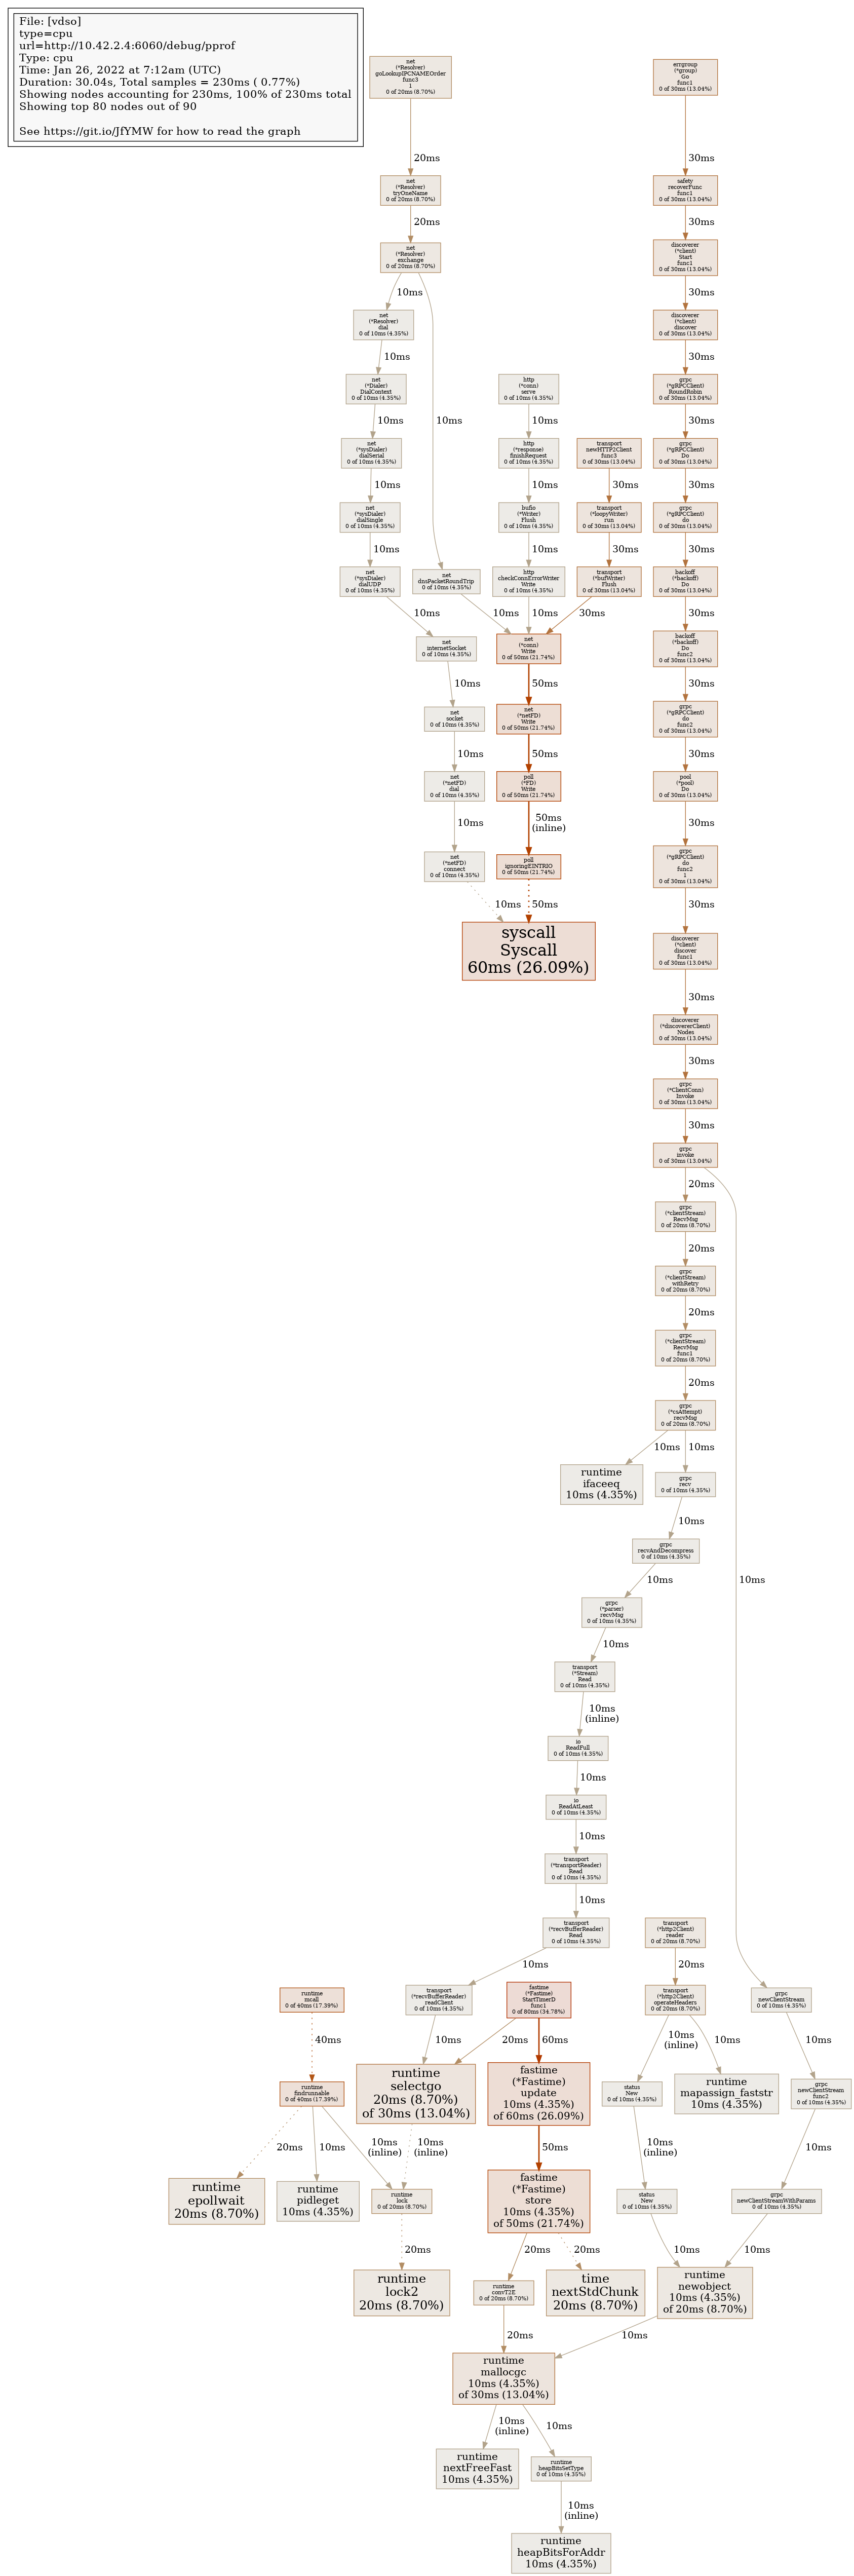 File: [vdso]
type=cpu
url=http://10.42.2.4:6060/debug/pprof
Type: cpu
Time: Jan 26, 2022 at 7:12am (UTC)
Duration: 30.04s, Total samples = 230ms ( 0.77%)
Showing nodes accounting for 230ms, 100% of 230ms total
Showing top 80 nodes out of 90
See https://git.io/JfYMW for how to read the graph
net
(*Resolver)
goLookupIPCNAMEOrder
func3
1
0 of 20ms (8.70%)
errgroup
(*group)
Go
func1
0 of 30ms (13.04%)
20ms
30ms
net
(*Resolver)
tryOneName
0 of 20ms (8.70%)
safety
recoverFunc
func1
0 of 30ms (13.04%)
20ms
30ms
net
(*Resolver)
exchange
0 of 20ms (8.70%)
discoverer
(*client)
Start
func1
0 of 30ms (13.04%)
10ms
30ms
net
(*Resolver)
dial
0 of 10ms (4.35%)
discoverer
(*client)
discover
0 of 30ms (13.04%)
10ms
30ms
net
(*Dialer)
DialContext
0 of 10ms (4.35%)
http
(*conn)
serve
0 of 10ms (4.35%)
grpc
(*gRPCClient)
RoundRobin
0 of 30ms (13.04%)
10ms
10ms
10ms
30ms
net
(*sysDialer)
dialSerial
0 of 10ms (4.35%)
http
(*response)
finishRequest
0 of 10ms (4.35%)
transport
newHTTP2Client
func3
0 of 30ms (13.04%)
grpc
(*gRPCClient)
Do
0 of 30ms (13.04%)
10ms
10ms
30ms
30ms
net
(*sysDialer)
dialSingle
0 of 10ms (4.35%)
bufio
(*Writer)
Flush
0 of 10ms (4.35%)
transport
(*loopyWriter)
run
0 of 30ms (13.04%)
grpc
(*gRPCClient)
do
0 of 30ms (13.04%)
10ms
10ms
30ms
30ms
net
(*sysDialer)
dialUDP
0 of 10ms (4.35%)
net
dnsPacketRoundTrip
0 of 10ms (4.35%)
http
checkConnErrorWriter
Write
0 of 10ms (4.35%)
transport
(*bufWriter)
Flush
0 of 30ms (13.04%)
backoff
(*backoff)
Do
0 of 30ms (13.04%)
10ms
10ms
10ms
30ms
30ms
net
internetSocket
0 of 10ms (4.35%)
net
(*conn)
Write
0 of 50ms (21.74%)
backoff
(*backoff)
Do
func2
0 of 30ms (13.04%)
10ms
50ms
30ms
net
socket
0 of 10ms (4.35%)
net
(*netFD)
Write
0 of 50ms (21.74%)
grpc
(*gRPCClient)
do
func2
0 of 30ms (13.04%)
10ms
50ms
30ms
net
(*netFD)
dial
0 of 10ms (4.35%)
poll
(*FD)
Write
0 of 50ms (21.74%)
pool
(*pool)
Do
0 of 30ms (13.04%)
10ms
50ms
(inline)
30ms
net
(*netFD)
connect
0 of 10ms (4.35%)
poll
ignoringEINTRIO
0 of 50ms (21.74%)
grpc
(*gRPCClient)
do
func2
1
0 of 30ms (13.04%)
10ms
50ms
30ms
syscall
Syscall
60ms (26.09%)
discoverer
(*client)
discover
func1
0 of 30ms (13.04%)
30ms
discoverer
(*discovererClient)
Nodes
0 of 30ms (13.04%)
30ms
grpc
(*ClientConn)
Invoke
0 of 30ms (13.04%)
30ms
grpc
invoke
0 of 30ms (13.04%)
20ms
grpc
(*clientStream)
RecvMsg
0 of 20ms (8.70%)
20ms
grpc
(*clientStream)
withRetry
0 of 20ms (8.70%)
20ms
grpc
(*clientStream)
RecvMsg
func1
0 of 20ms (8.70%)
20ms
grpc
(*csAttempt)
recvMsg
0 of 20ms (8.70%)
10ms
10ms
runtime
ifaceeq
10ms (4.35%)
grpc
recv
0 of 10ms (4.35%)
10ms
grpc
recvAndDecompress
0 of 10ms (4.35%)
10ms
10ms
grpc
(*parser)
recvMsg
0 of 10ms (4.35%)
10ms
transport
(*Stream)
Read
0 of 10ms (4.35%)
10ms
(inline)
io
ReadFull
0 of 10ms (4.35%)
10ms
io
ReadAtLeast
0 of 10ms (4.35%)
10ms
transport
(*transportReader)
Read
0 of 10ms (4.35%)
10ms
transport
(*recvBufferReader)
Read
0 of 10ms (4.35%)
transport
(*http2Client)
reader
0 of 20ms (8.70%)
10ms
20ms
runtime
mcall
0 of 40ms (17.39%)
transport
(*recvBufferReader)
readClient
0 of 10ms (4.35%)
fastime
(*Fastime)
StartTimerD
func1
0 of 80ms (34.78%)
transport
(*http2Client)
operateHeaders
0 of 20ms (8.70%)
grpc
newClientStream
0 of 10ms (4.35%)
40ms
10ms
20ms
60ms
10ms
(inline)
10ms
10ms
runtime
findrunnable
0 of 40ms (17.39%)
runtime
selectgo
20ms (8.70%)
of 30ms (13.04%)
fastime
(*Fastime)
update
10ms (4.35%)
of 60ms (26.09%)
status
New
0 of 10ms (4.35%)
runtime
mapassign_faststr
10ms (4.35%)
grpc
newClientStream
func2
0 of 10ms (4.35%)
20ms
10ms
10ms
(inline)
10ms
(inline)
50ms
10ms
(inline)
10ms
runtime
epollwait
20ms (8.70%)
runtime
pidleget
10ms (4.35%)
runtime
lock
0 of 20ms (8.70%)
fastime
(*Fastime)
store
10ms (4.35%)
of 50ms (21.74%)
status
New
0 of 10ms (4.35%)
grpc
newClientStreamWithParams
0 of 10ms (4.35%)
20ms
20ms
20ms
10ms
10ms
runtime
lock2
20ms (8.70%)
runtime
convT2E
0 of 20ms (8.70%)
time
nextStdChunk
20ms (8.70%)
runtime
newobject
10ms (4.35%)
of 20ms (8.70%)
20ms
10ms
runtime
mallocgc
10ms (4.35%)
of 30ms (13.04%)
10ms
(inline)
10ms
runtime
nextFreeFast
10ms (4.35%)
runtime
heapBitsSetType
0 of 10ms (4.35%)
10ms
(inline)
runtime
heapBitsForAddr
10ms (4.35%)